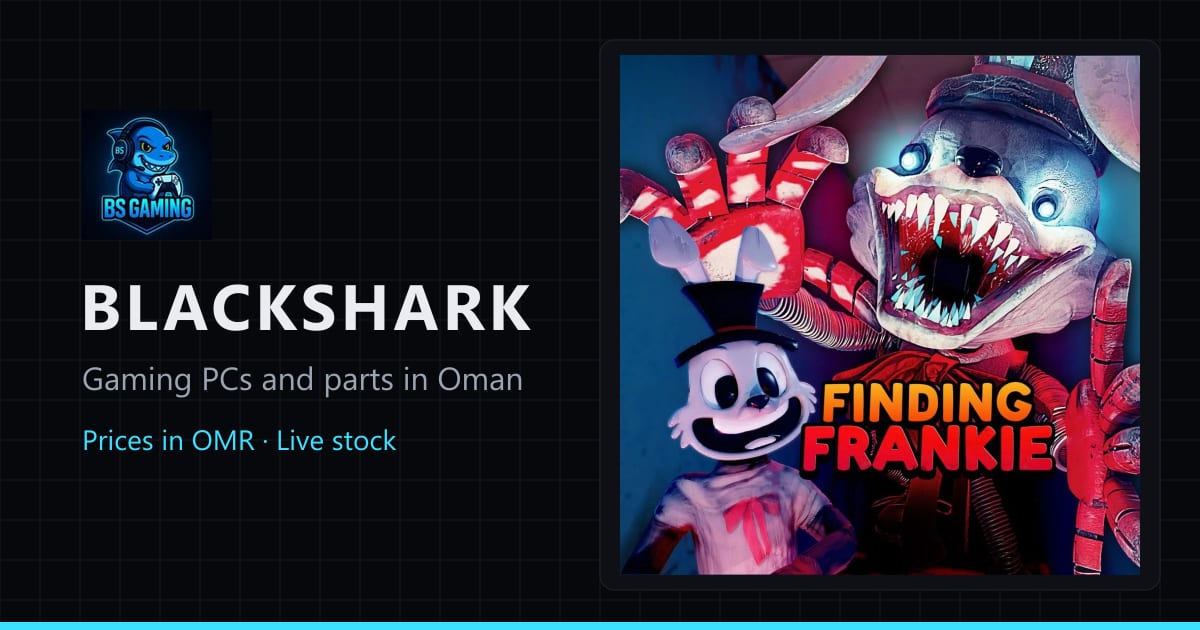 BS
BS GAMING
BLACKSHARK
Gaming PCs and parts in Oman
Prices in OMR · Live stock
FINDING
FRANKIE